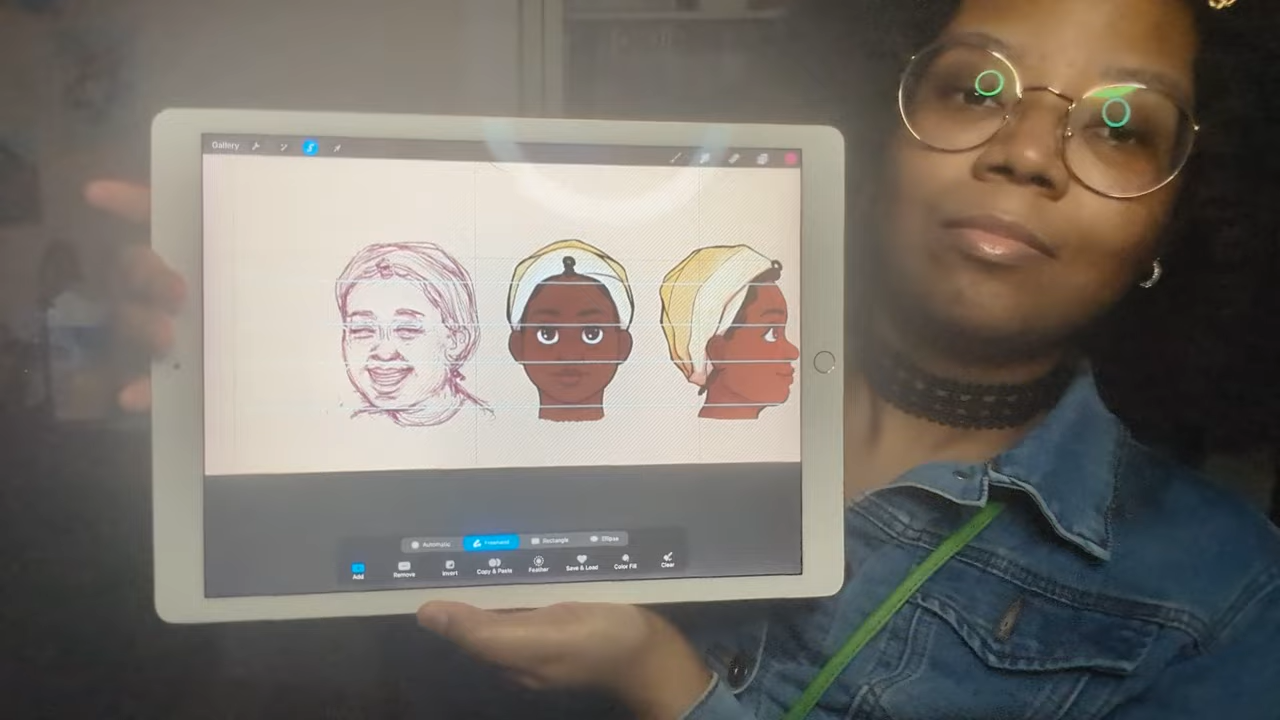 Gallery
Automatic Freehand Rectangle Ellipse
Add Remove Invert Copy & Paste Feather Save & Load Color Fill Clear